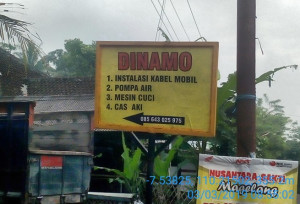 DINAMO
1. INSTALASI KABEL MOBIL
2. POMPA AIR
3. MESIN CUCI
4. CAS AKI
085 643 825 975
NUSANTARA SAKTI
Magelang